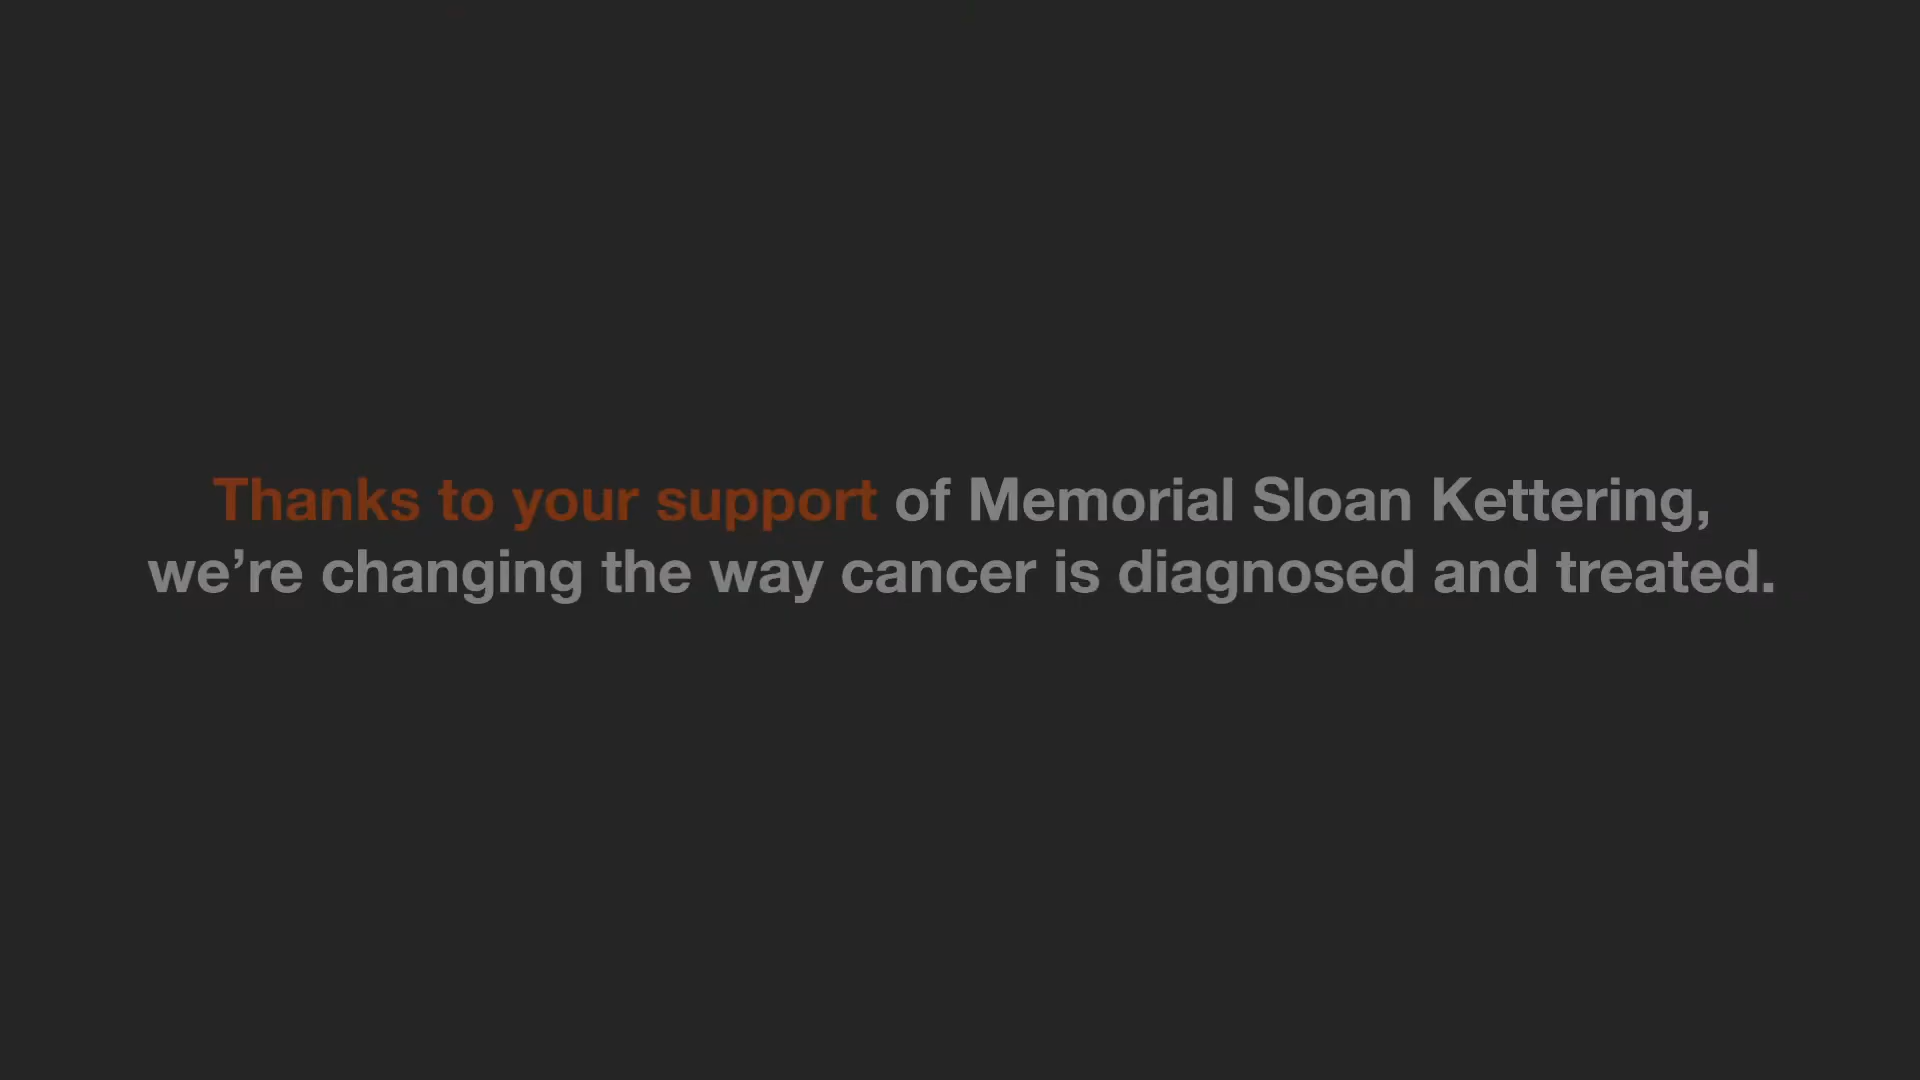 Thanks to your support of Memorial Sloan Kettering,
we’re changing the way cancer is diagnosed and treated.